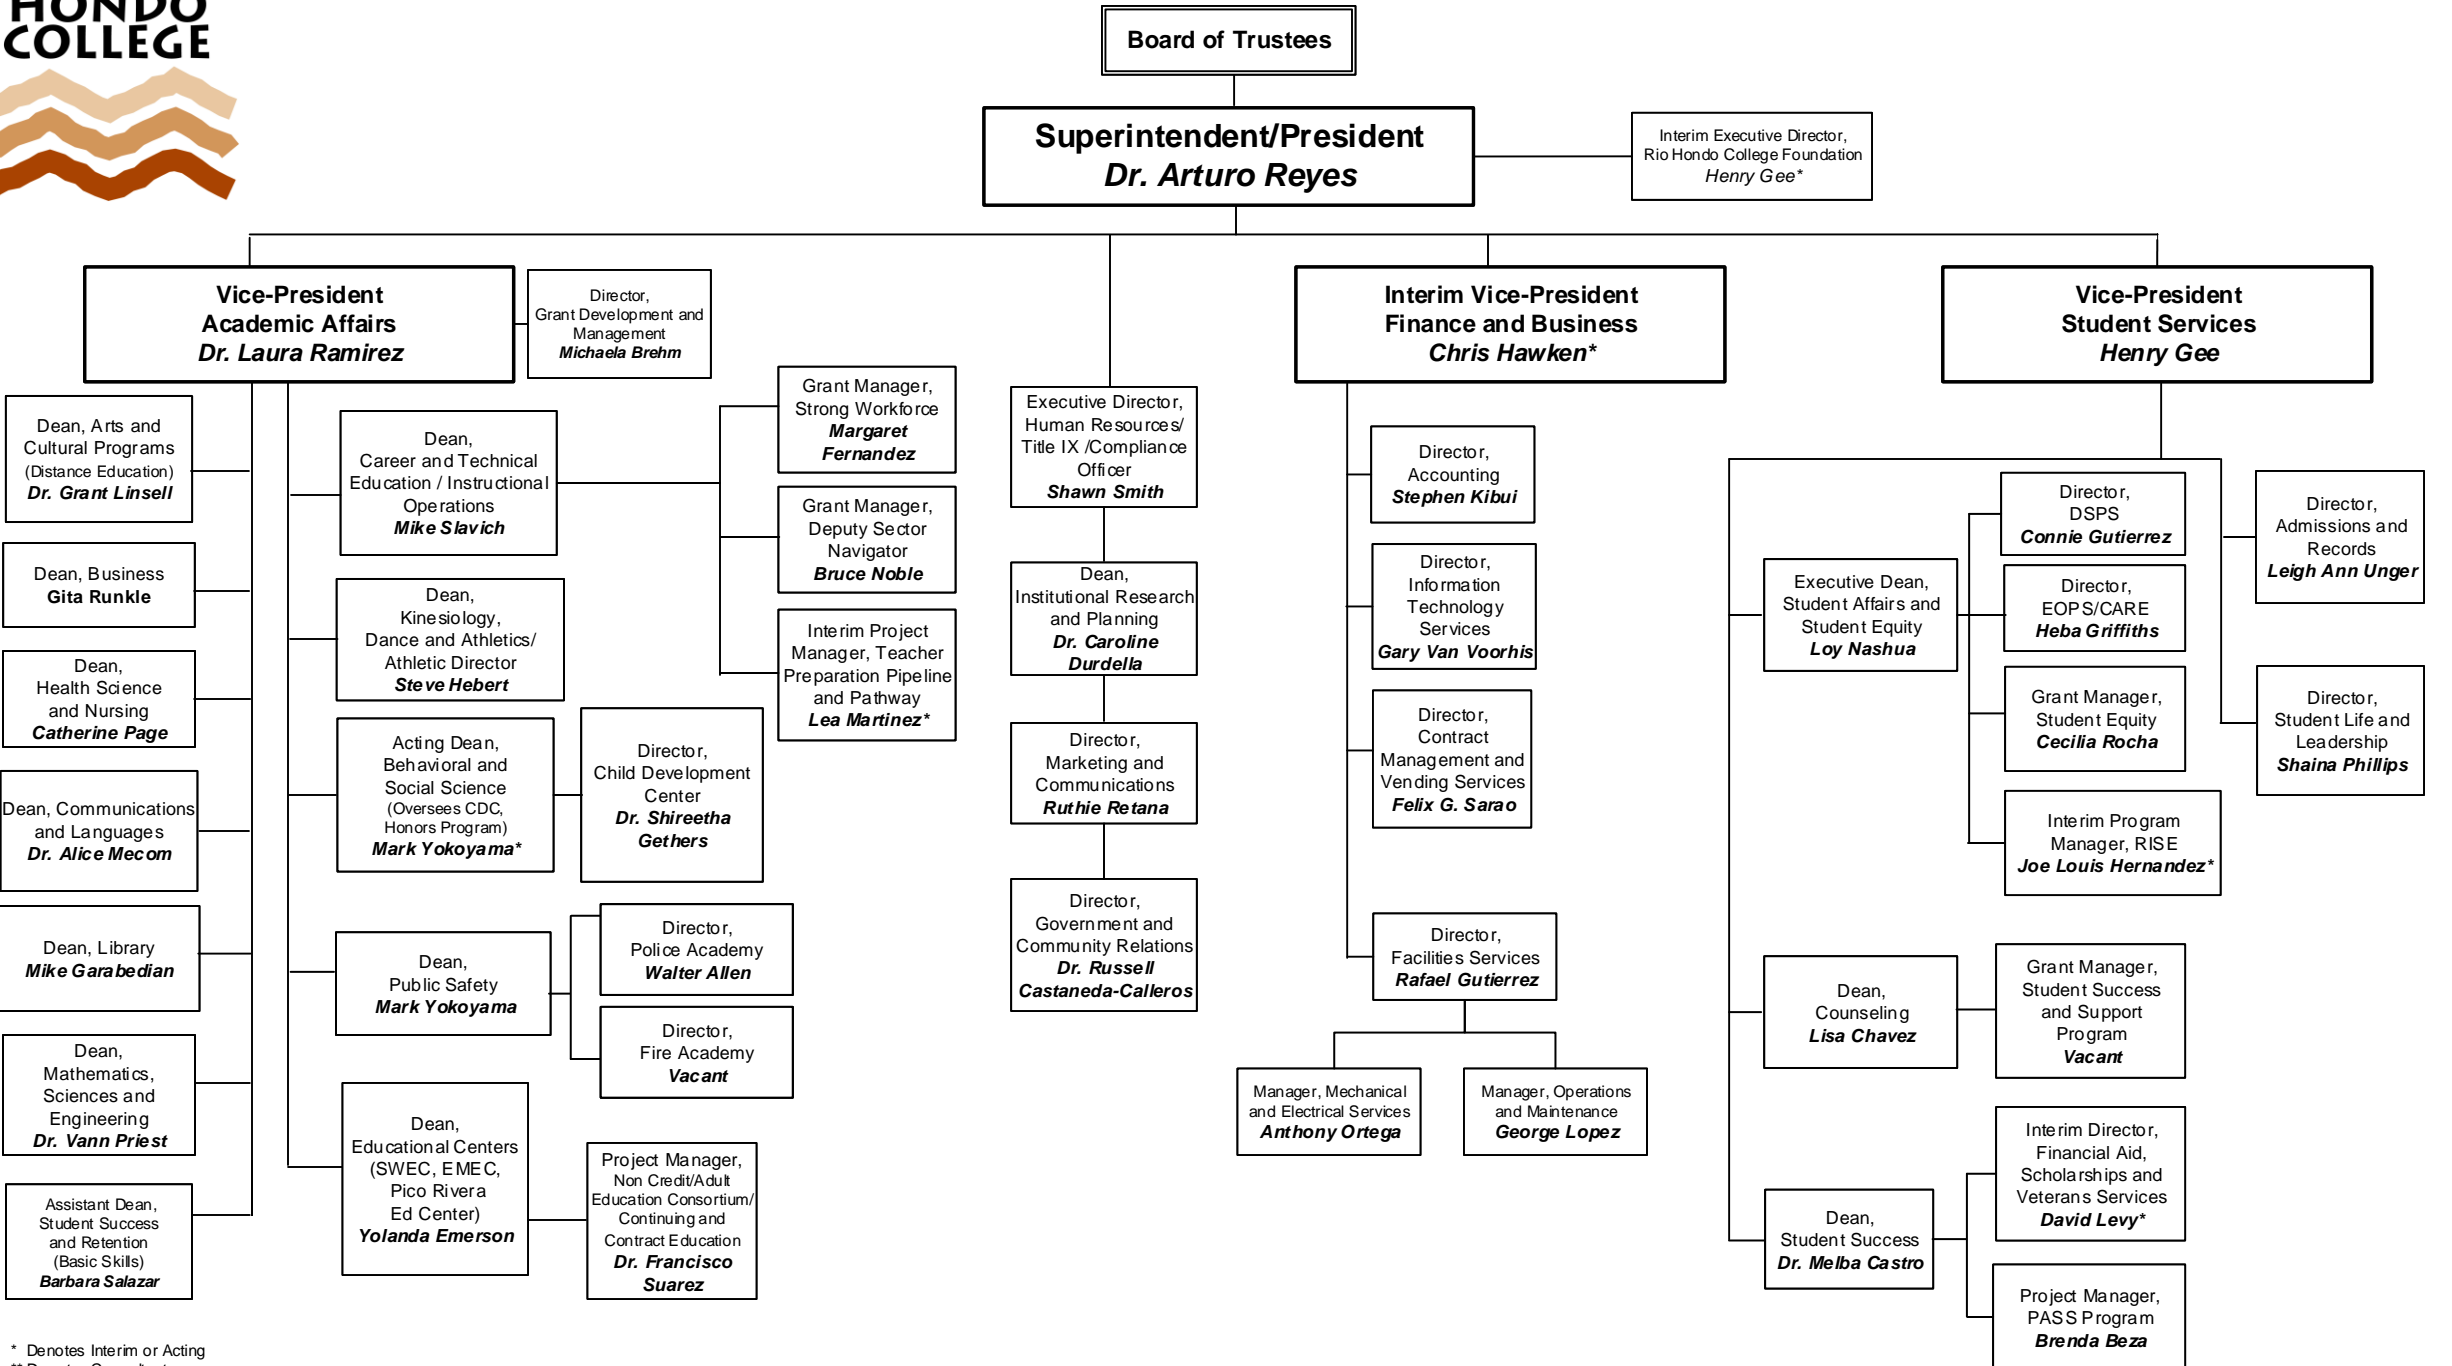 HONDO
COLLEGE
Board of Trustees
Superintendent/President
Dr. Arturo Reyes
Interim Executive Director,
Rio Hondo College Foundation
Henry Gee*
Vice-President
Academic Affairs
Dr. Laura Ramirez
Director,
Grant Development and
Management
Michaela Brehm
Interim Vice-President
Finance and Business
Chris Hawken*
Vice-President
Student Services
Henry Gee
Dean, Arts and
Cultural Programs
(Distance Education)
Dr. Grant Linsell
Dean, Business
Gita Runkle
Dean,
Health Science
and Nursing
Catherine Page
Dean, Communications
and Languages
Dr. Alice Mecom
Dean, Library
Mike Garabedian
Dean,
Mathematics,
Sciences and
Engineering
Dr. Vann Priest
Assistant Dean,
Student Success
and Retention
(Basic Skills)
Barbara Salazar
Dean,
Career and Technical
Education / Instructional
Operations
Mike Slavich
Dean,
Kinesiology,
Dance and Athletics/
Athletic Director
Steve Hebert
Acting Dean,
Behavioral and
Social Science
(Oversees CDC,
Honors Program)
Mark Yokoyama*
Dean,
Public Safety
Mark Yokoyama
Dean,
Educational Centers
(SWEC, EMEC,
Pico Rivera
Ed Center)
Yolanda Emerson
Grant Manager,
Strong Workforce
Margaret
Fernandez
Grant Manager,
Deputy Sector
Navigator
Bruce Noble
Interim Project
Manager, Teacher
Preparation Pipeline
and Pathway
Lea Martinez*
Director,
Child Development
Center
Dr. Shireetha
Gethers
Director,
Police Academy
Walter Allen
Director,
Fire Academy
Vacant
Project Manager,
Non Credit/Adult
Education Consortium/
Continuing and
Contract Education
Dr. Francisco
Suarez
Executive Director,
Human Resources/
Title IX /Compliance
Officer
Shawn Smith
Dean,
Institutional Research
and Planning
Dr. Caroline
Durdella
Director,
Marketing and
Communications
Ruthie Retana
Director,
Government and
Community Relations
Dr. Russell
Castaneda-Calleros
Director,
Accounting
Stephen Kibui
Director,
Information
Technology
Services
Gary Van Voorhis
Director,
Contract
Management and
Vending Services
Felix G. Sarao
Director,
Facilities Services
Rafael Gutierrez
Manager, Mechanical
and Electrical Services
Anthony Ortega
Manager, Operations
and Maintenance
George Lopez
Executive Dean,
Student Affairs and
Student Equity
Loy Nashua
Director,
DSPS
Connie Gutierrez
Director,
EOPS/CARE
Heba Griffiths
Grant Manager,
Student Equity
Cecilia Rocha
Interim Program
Manager, RISE
Joe Louis Hernandez*
Director,
Admissions and
Records
Leigh Ann Unger
Director,
Student Life and
Leadership
Shaina Phillips
Dean,
Counseling
Lisa Chavez
Grant Manager,
Student Success
and Support
Program
Vacant
Dean,
Student Success
Dr. Melba Castro
Interim Director,
Financial Aid,
Scholarships and
Veterans Services
David Levy*
Project Manager,
PASS Program
Brenda Beza
* Denotes Interim or Acting